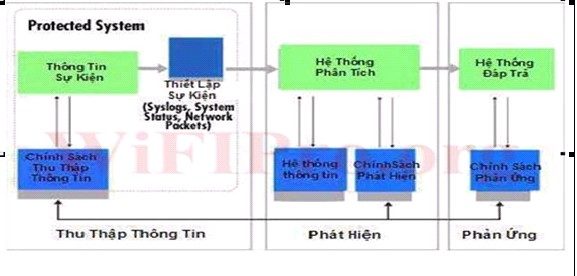 Protected System
Thông Tin
Sự Kiện
Thiết Lập
Sự Kiện
(Syslogs, System
Status, Network
Packets)
Chính Sách
Thu Thập
Thông Tin
Thu Thập Thông Tin
Hệ Thống
Phân Tích
Hệ thống
thông tin
ChínhSách
Phát Hiện
Phát Hiện
Hệ Thống
Đáp Trả
Chính Sách
Phản Ứng
Phản Ứng